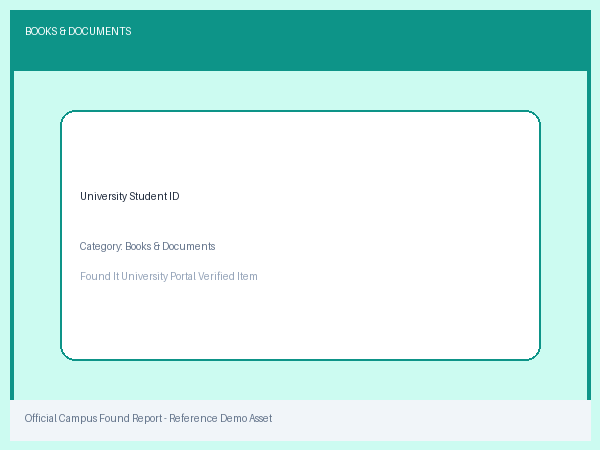 BOOKS & DOCUMENTS
University Student ID
Category: Books & Documents
Found It University Portal Verified Item
Official Campus Found Report - Reference Demo Asset